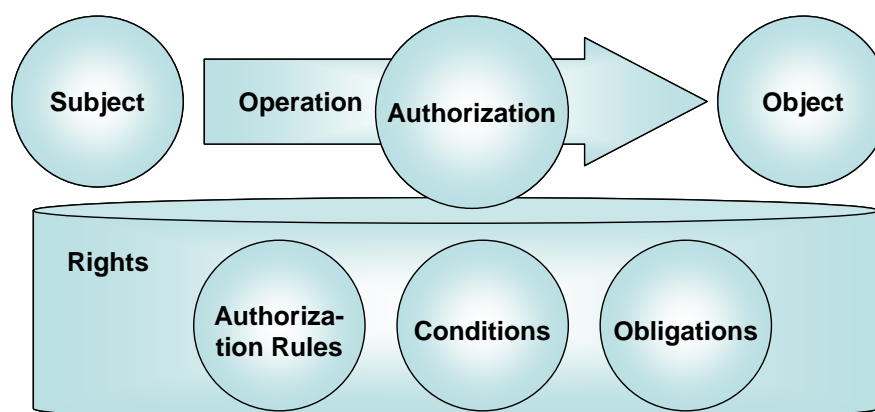 Subject
Operation
Authorization
Object
Rights
Authoriza-
tion Rules
Conditions
Obligations